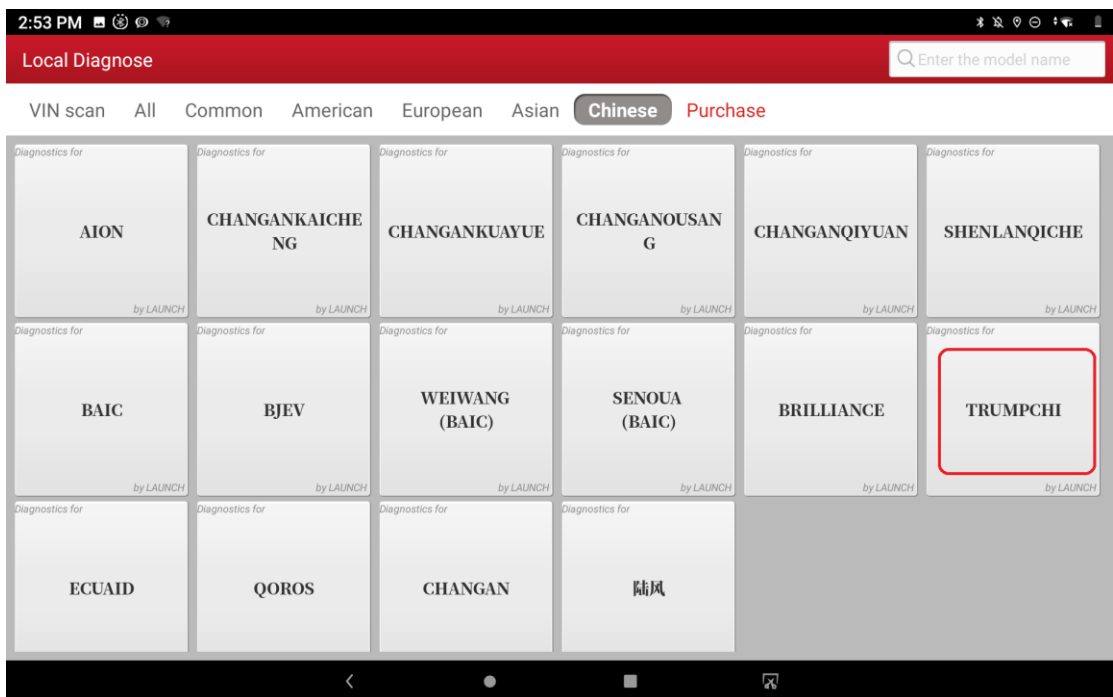 2:53 PM
Local Diagnose
Enter the model name
VIN scan All Common American European Asian Chinese Purchase
Diagnostics for Diagnostics for Diagnostics for Diagnostics for Diagnostics for Diagnostics for
AION
CHANGANKAICHE
NG
CHANGANKUAYUE
CHANGANOUSAN
G
CHANGANQIYUAN
SHENLANQICHE
by LAUNCH by LAUNCH by LAUNCH by LAUNCH by LAUNCH by LAUNCH
Diagnostics for Diagnostics for Diagnostics for Diagnostics for Diagnostics for Diagnostics for
BAIC
BJEV
WEIWANG
(BAIC)
SENOUA
(BAIC)
BRILLIANCE
TRUMPCHI
by LAUNCH by LAUNCH by LAUNCH by LAUNCH by LAUNCH by LAUNCH
Diagnostics for Diagnostics for Diagnostics for Diagnostics for
ECUAID
QOROS
CHANGAN
陆风